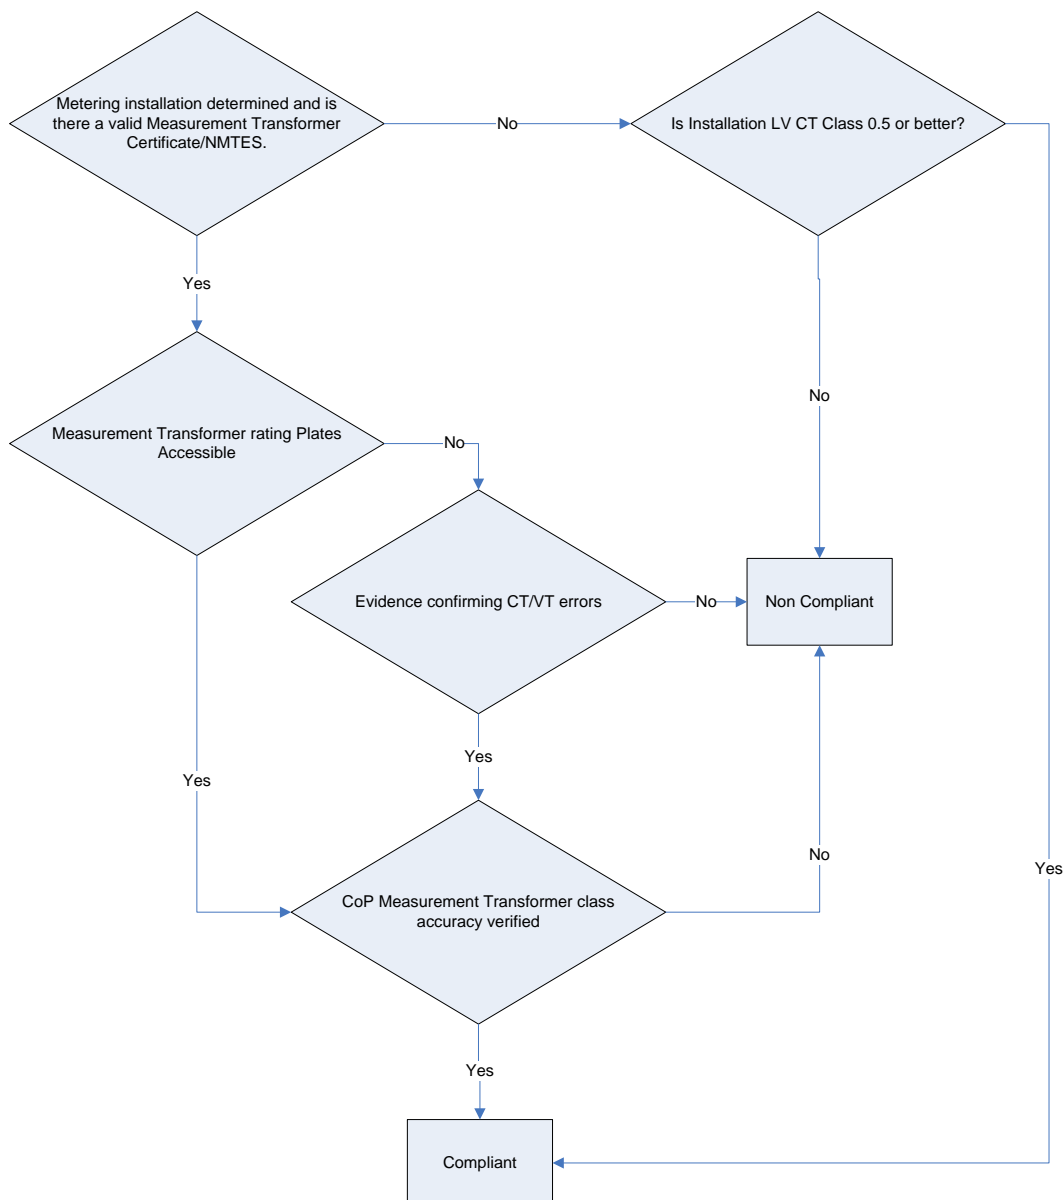 Metering installation determined and is
there a valid Measurement Transformer
Certificate/NMTES.
No
Is Installation LV CT Class 0.5 or better?
Yes
Measurement Transformer rating Plates
Accessible
No
No
Evidence confirming CT/VT errors
No
Non Compliant
Yes
Yes
No
Yes
CoP Measurement Transformer class
accuracy verified
Yes
Compliant